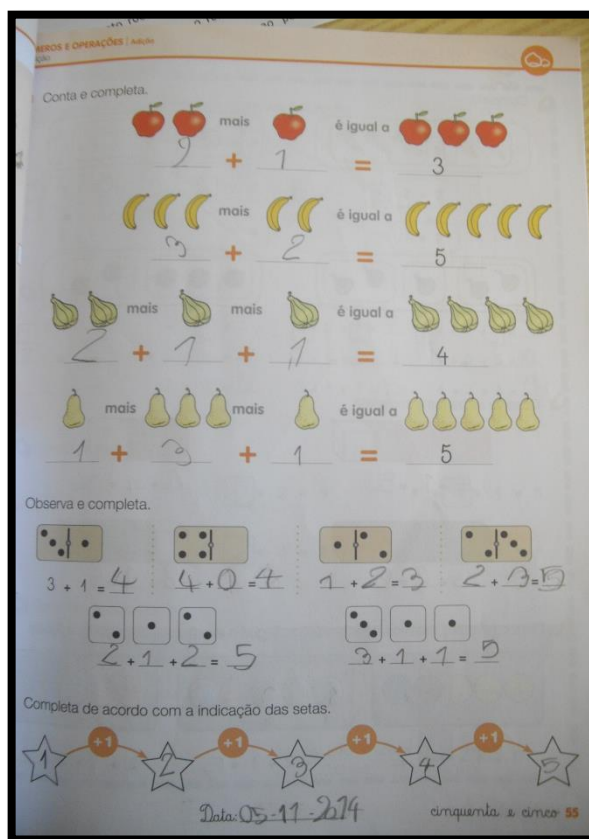 NÚMEROS E OPERAÇÕES | Adição
Conta e completa.
mais é igual a
2 + 1 = 3
mais é igual a
3 + 2 = 5
mais mais é igual a
2 + 1 + 1 = 4
mais mais é igual a
1 + 3 + 1 = 5
Observa e completa.
3 + 1 = 4 4 + 0 = 4 1 + 2 = 3 2 + 3 = 5
2 + 1 + 2 = 5 3 + 1 + 1 = 5
Completa de acordo com a indicação das setas.
+1 +1 +1 +1
1 2 3 4 5
Data: 05-11-2014 cinquenta e cinco 55